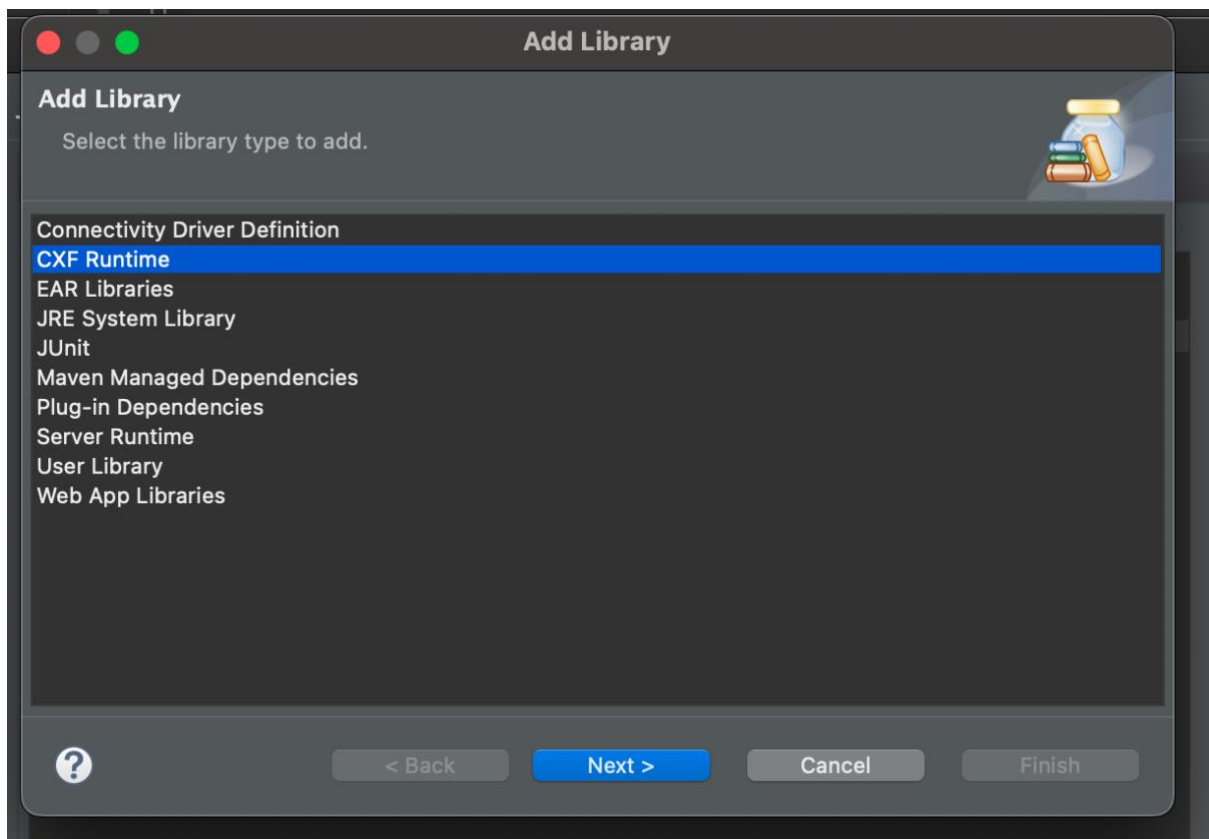 Add Library
Add Library
Select the library type to add.
Connectivity Driver Definition
CXF Runtime
EAR Libraries
JRE System Library
JUnit
Maven Managed Dependencies
Plug-in Dependencies
Server Runtime
User Library
Web App Libraries
?
< Back
Next >
Cancel
Finish